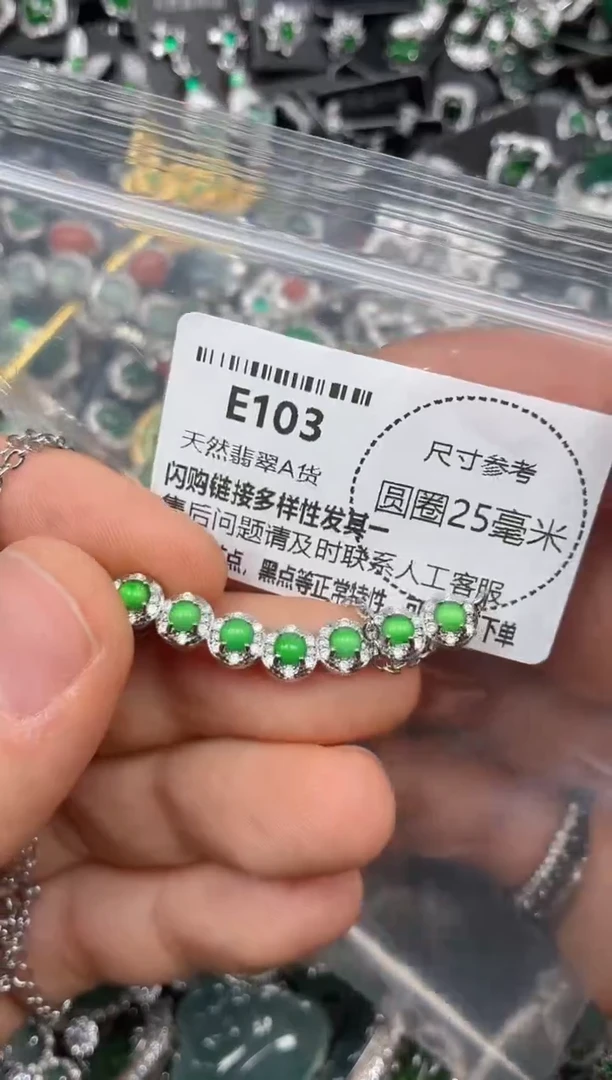 E103
天然翡翠A货
闪购链接多样性发其一
售后问题请及时联系人工客服
点，黑点等正常特性，可
下单
尺寸参考
圆圈25毫米